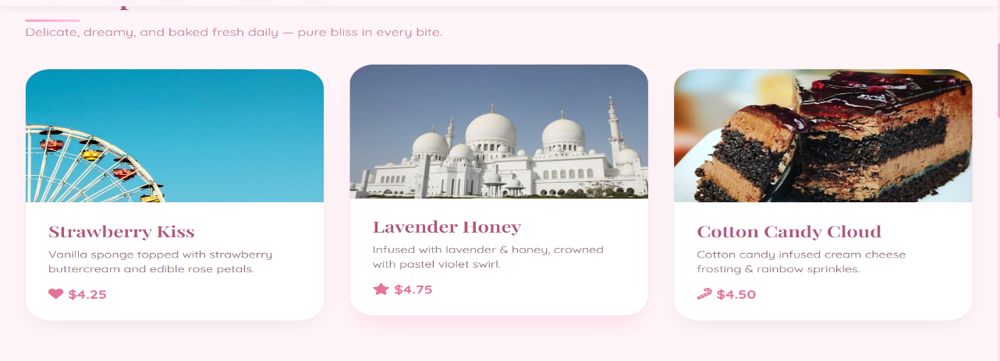 Delicate, dreamy, and baked fresh daily — pure bliss in every bite.
Strawberry Kiss
Vanilla sponge topped with strawberry
buttercream and edible rose petals.
$4.25
Lavender Honey
Infused with lavender & honey, crowned
with pastel violet swirl.
$4.75
Cotton Candy Cloud
Cotton candy infused cream cheese
frosting & rainbow sprinkles.
$4.50